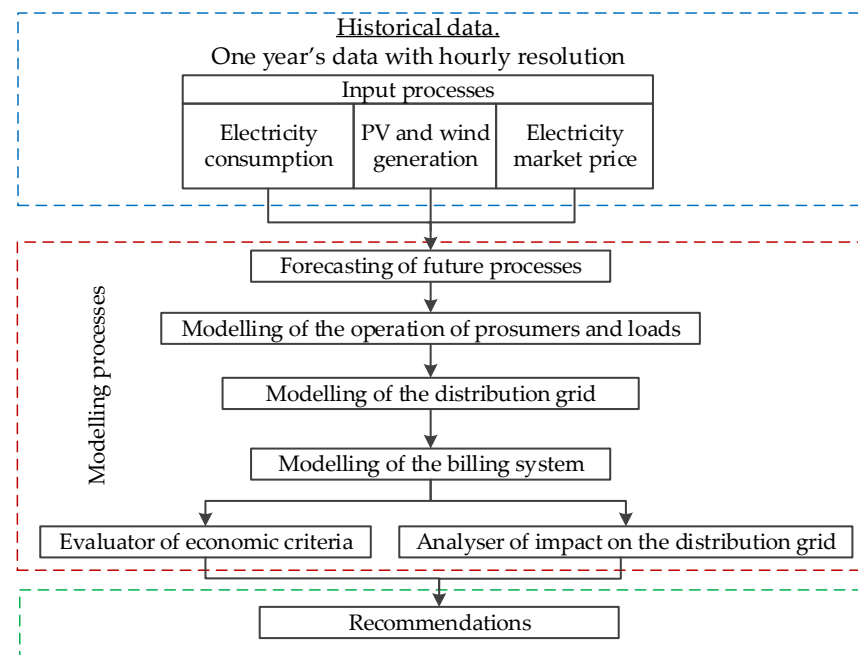 Historical data.
One year's data with hourly resolution
Input processes
Electricity
consumption
PV and wind
generation
Electricity
market price
Modelling processes
Forecasting of future processes
Modelling of the operation of prosumers and loads
Modelling of the distribution grid
Modelling of the billing system
Evaluator of economic criteria
Analyser of impact on the distribution grid
Recommendations